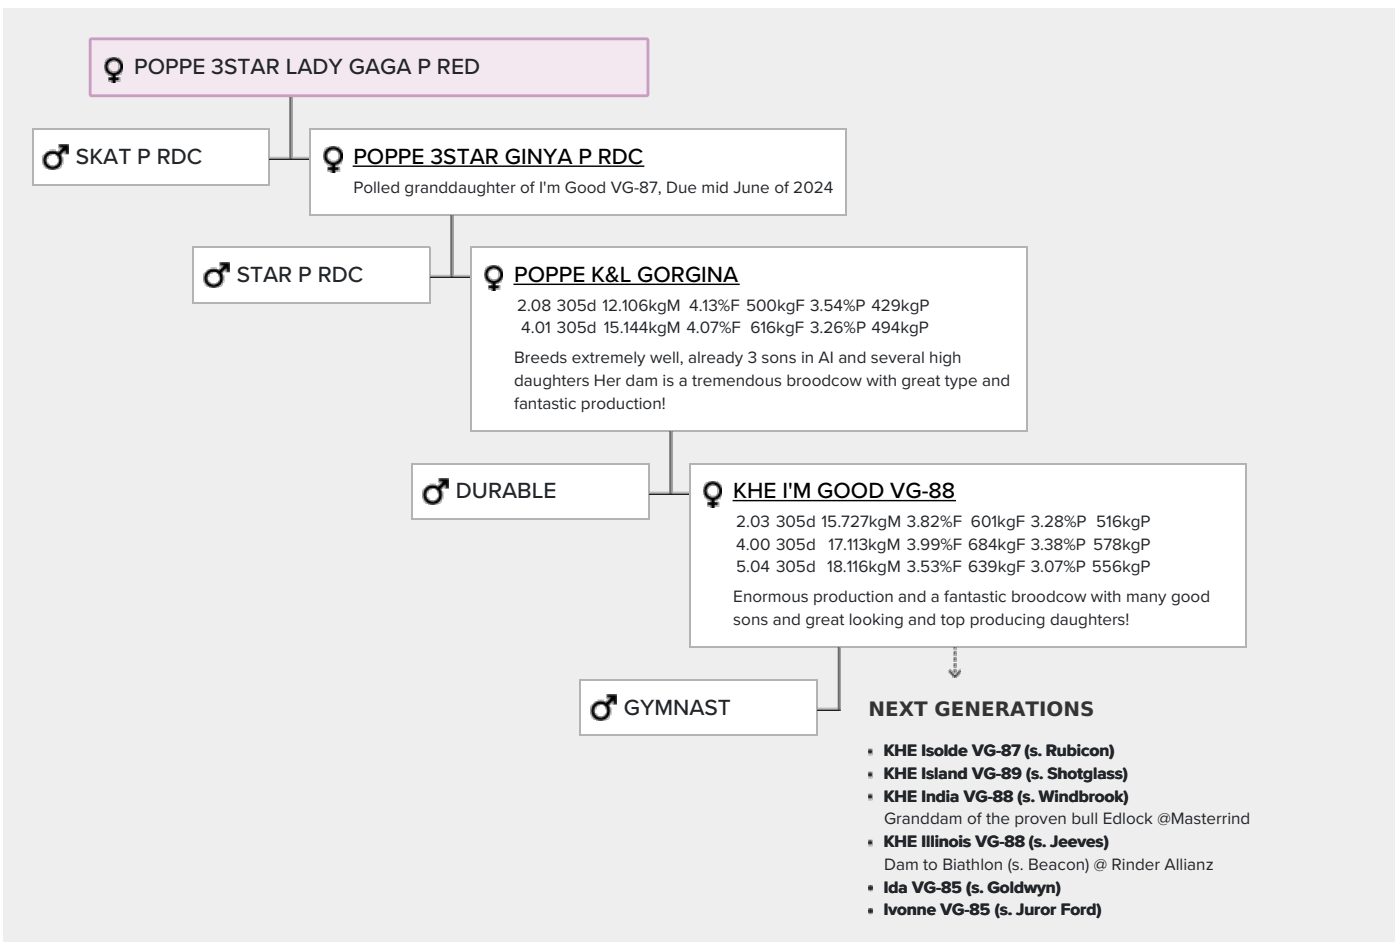 POPPE 3STAR LADY GAGA P RED
SKAT P RDC
POPPE 3STAR GINYA P RDC
Polled granddaughter of I'm Good VG-87, Due mid June of 2024
STAR P RDC
POPPE K&L GORGINA
2.08 305d 12.106kgM 4.13%F 500kgF 3.54%P 429kgP
4.01 305d 15.144kgM 4.07%F 616kgF 3.26%P 494kgP
Breeds extremely well, already 3 sons in AI and several high
daughters Her dam is a tremendous broodcow with great type and
fantastic production!
DURABLE
KHE I'M GOOD VG-88
2.03 305d 15.727kgM 3.82%F 601kgF 3.28%P 516kgP
4.00 305d 17.113kgM 3.99%F 684kgF 3.38%P 578kgP
5.04 305d 18.116kgM 3.53%F 639kgF 3.07%P 556kgP
Enormous production and a fantastic broodcow with many good
sons and great looking and top producing daughters!
GYMNAST
NEXT GENERATIONS
▪ KHE Isolde VG-87 (s. Rubicon)
▪ KHE Island VG-89 (s. Shotglass)
▪ KHE India VG-88 (s. Windbrook)
Granddam of the proven bull Edlock @Masterrind
▪ KHE Illinois VG-88 (s. Jeeves)
Dam to Biathlon (s. Beacon) @ Rinder Allianz
▪ Ida VG-85 (s. Goldwyn)
▪ Ivonne VG-85 (s. Juror Ford)